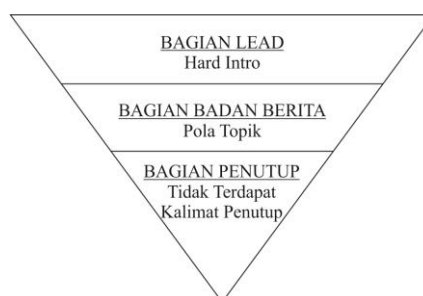 BAGIAN LEAD
Hard Intro
BAGIAN BADAN BERITA
Pola Topik
BAGIAN PENUTUP
Tidak Terdapat
Kalimat Penutup